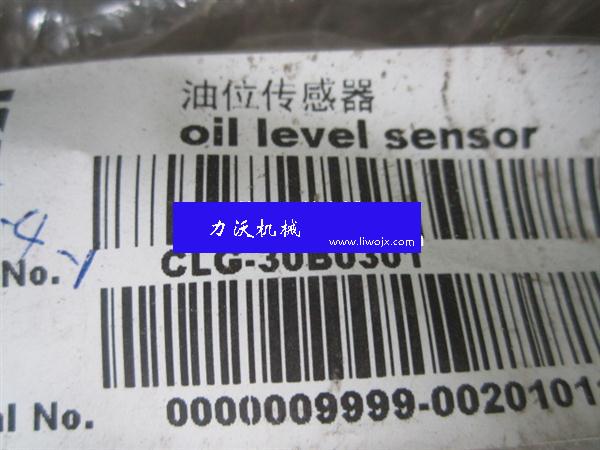 油位传感器
oil level sensor
力沃机械
www.liwojx.com
No. CLG-30B0301
al No. 0000009999-00201011